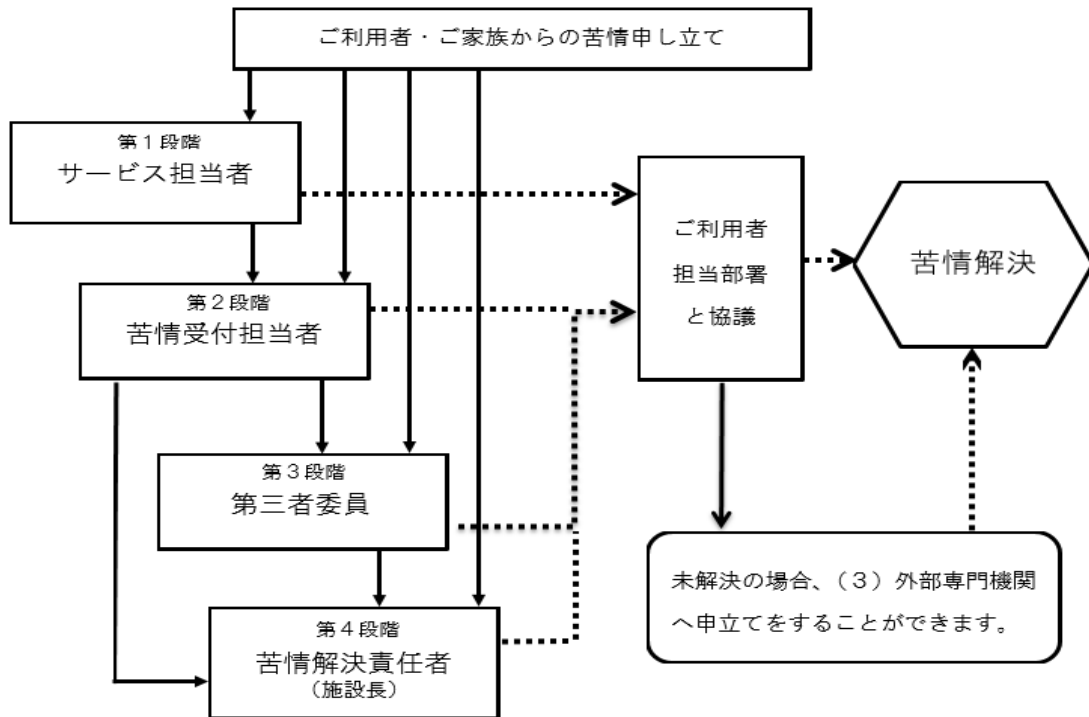 ご利用者・ご家族からの苦情申し立て
第１段階
サービス担当者
第２段階
苦情受付担当者
第３段階
第三者委員
第４段階
苦情解決責任者
（施設長）
ご利用者
担当部署
と協議
苦情解決
未解決の場合、（３）外部専門機関
へ申立てをすることができます。